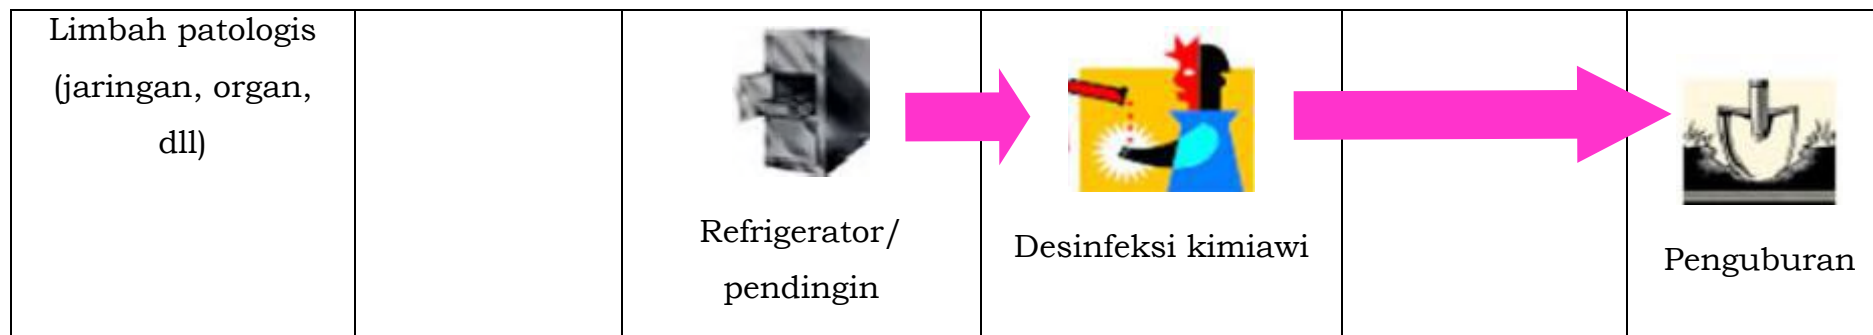 Limbah patologis
(jaringan, organ,
dll)
Refrigerator/
pendingin
Desinfeksi kimiawi
Penguburan